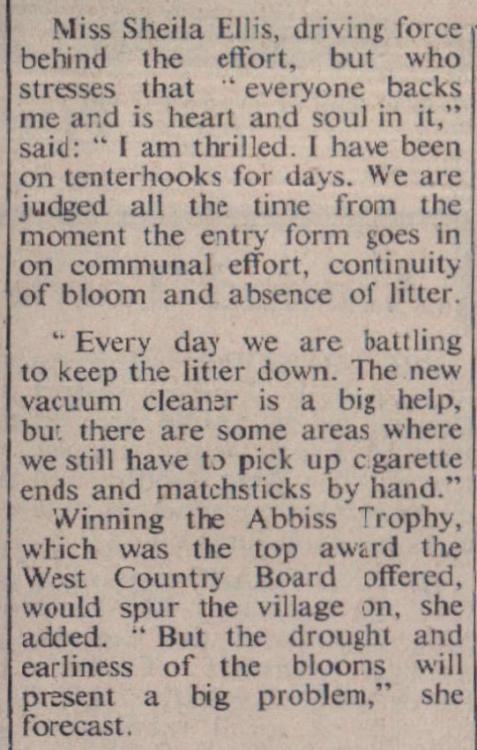 Miss Sheila Ellis, driving force
behind the effort, but who
stresses that " everyone backs
me and is heart and soul in it,"
said: " I am thrilled. I have been
on tenterhooks for days. We are
judged all the time from the
moment the entry form goes in
on communal effort, continuity
of bloom and absence of litter.
" Every day we are battling
to keep the litter down. The new
vacuum cleaner is a big help,
but there are some areas where
we still have to pick up cigarette
ends and matchsticks by hand."
Winning the Abbiss Trophy,
which was the top award the
West Country Board offered,
would spur the village on, she
added. " But the drought and
earliness of the blooms will
present a big problem," she
forecast.